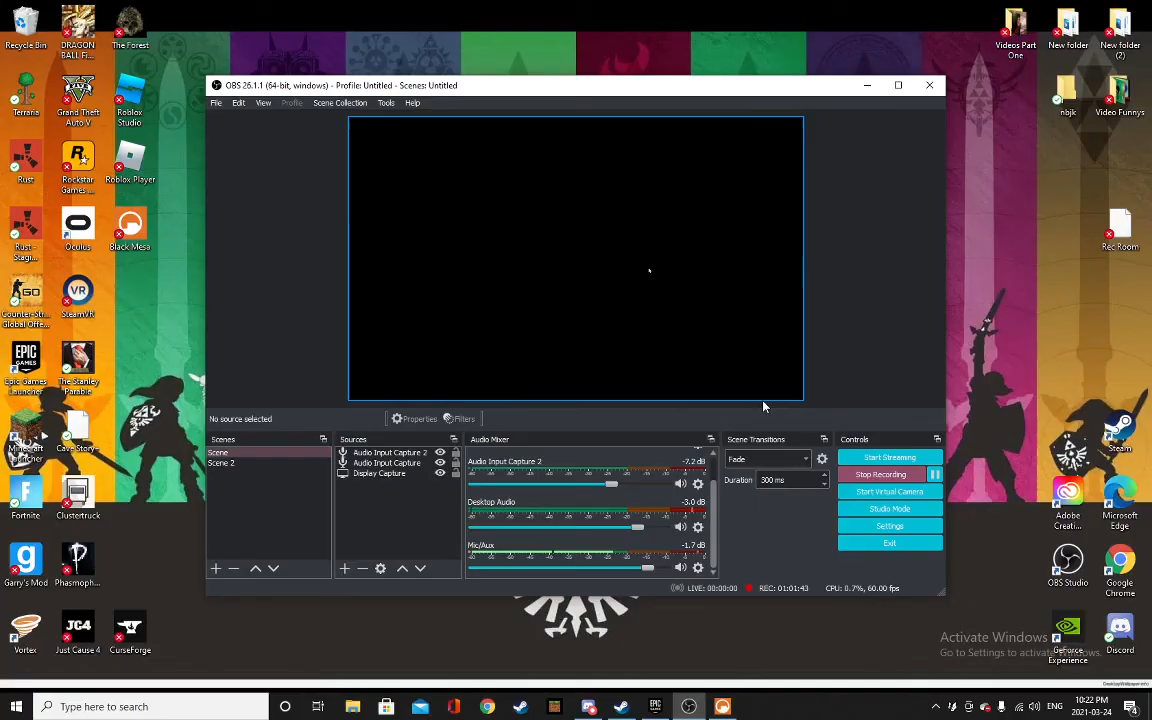 Recycle Bin
DRAGON
BALL Fi...
The Forest
Terraria
Grand Theft
Auto V
Roblox
Studio
Rust
Rockstar
Games ...
Roblox Player
Rust -
Stagi...
Oculus
Black Mesa
Counter-Str...
Global Offe...
SteamVR
Epic Games
Launcher
The Stanley
Parable
Minecraft
Launcher
Cave Story+
Fortnite
Clustertruck
Garry's Mod
Phasmoph...
Vortex
Just Cause 4
CurseForge
Videos Part
One
New folder
New folder
(2)
nbjk
Video Funnys
Rec Room
Steam
Adobe
Creati...
Microsoft
Edge
OBS Studio
Google
Chrome
GeForce
Experience
Discord
OBS 26.1.1 (64-bit, windows) - Profile: Untitled - Scenes: Untitled
File Edit View Profile Scene Collection Tools Help
No source selected
Properties Filters
Scenes
Scene
Scene 2
Sources
Audio Input Capture 2
Audio Input Capture
Display Capture
Audio Mixer
Audio Input Capture 2 -7.2 dB
Desktop Audio -3.0 dB
Mic/Aux -1.7 dB
Scene Transitions
Fade
Duration 300 ms
Controls
Start Streaming
Stop Recording
Start Virtual Camera
Studio Mode
Settings
Exit
LIVE: 00:00:00 REC: 01:01:43 CPU: 0.7%, 60.00 fps
Activate Windows
Go to Settings to activate Windows.
Type here to search
ENG
10:22 PM
2021-03-24